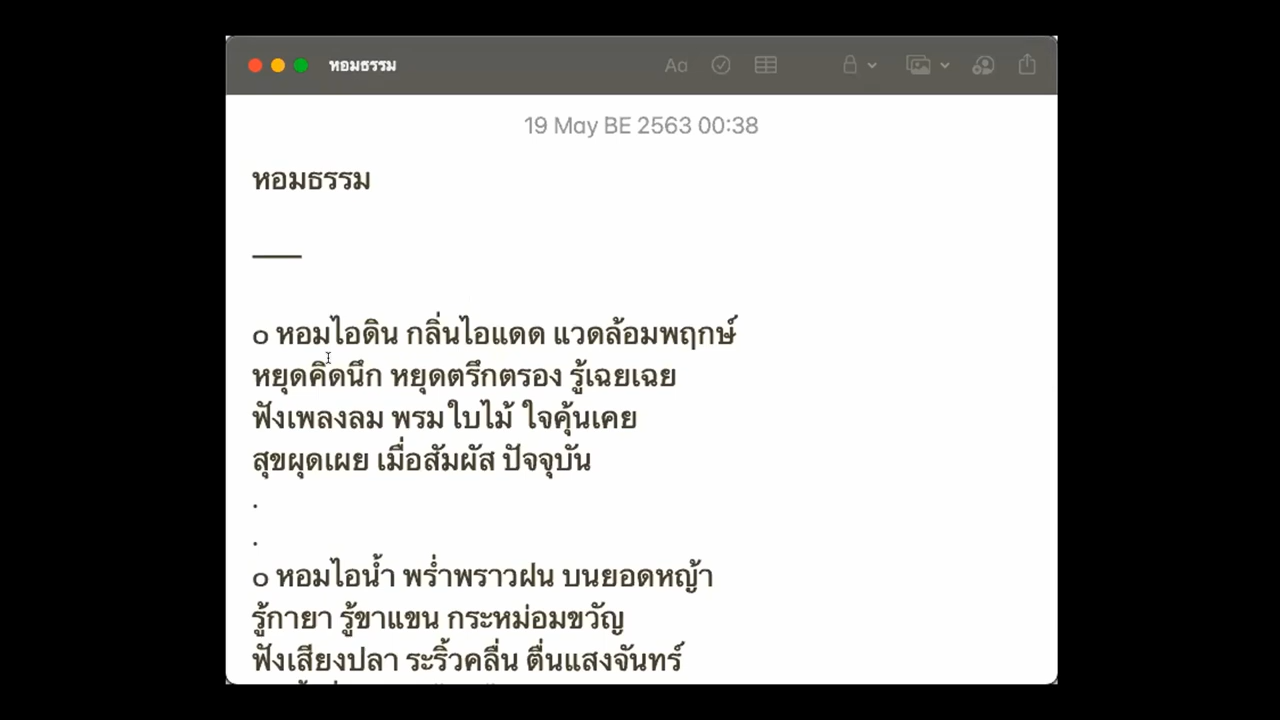 หอมธรรม
Aa
19 May BE 2563 00:38
หอมธรรม
๐ หอมไอดิน กลิ่นไอแดด แวดล้อมพฤกษ์
หยุดคิดนึก หยุดตรึกตรอง รู้เฉยเฉย
ฟังเพลงลม พรมใบไม้ ใจคุ้นเคย
สุขผุดเผย เมื่อสัมผัส ปัจจุบัน
.
.
๐ หอมไอน้ำ พร่ำพราวฝน บนยอดหญ้า
รู้กายา รู้ขาแขน กระหม่อมขวัญ
ฟังเสียงปลา ระริ้วคลื่น ตื่นแสงจันทร์